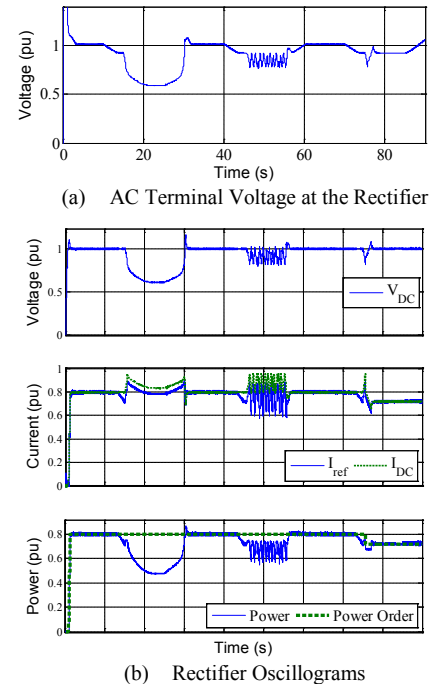 Voltage (pu)
1
0.5
0
0 20 40 60 80
Time (s)
(a) AC Terminal Voltage at the Rectifier
Voltage (pu)
1
0.5
0
V_DC
Current (pu)
1
0.8
0.6
0.4
0.2
0
I_ref I_DC
Power (pu)
0.8
0.6
0.4
0.2
0
Power Power Order
Time (s)
(b) Rectifier Oscillograms